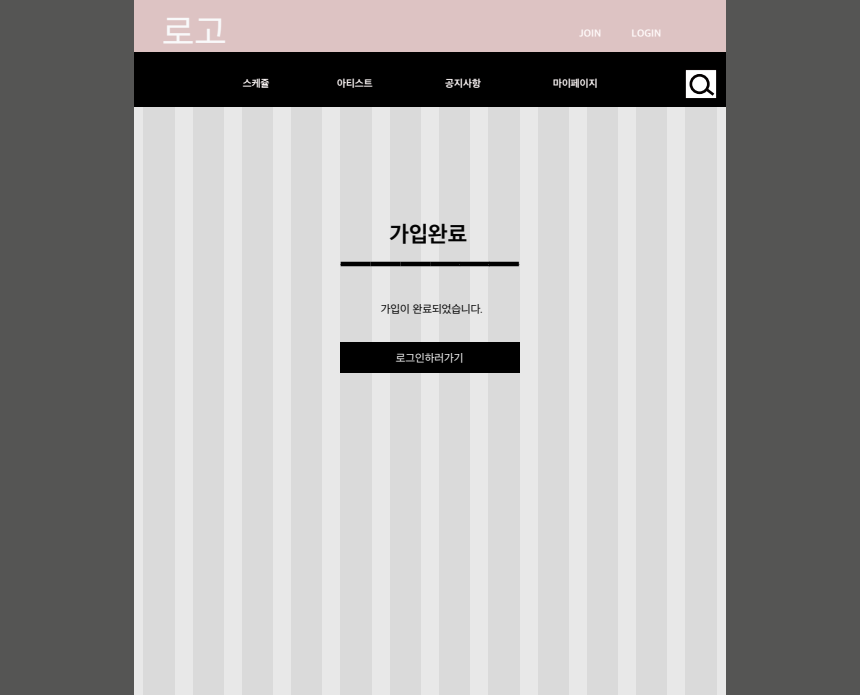 로고
JOIN LOGIN
스케쥴 아티스트 공지사항 마이페이지
가입완료
가입이 완료되었습니다.
로그인하러가기